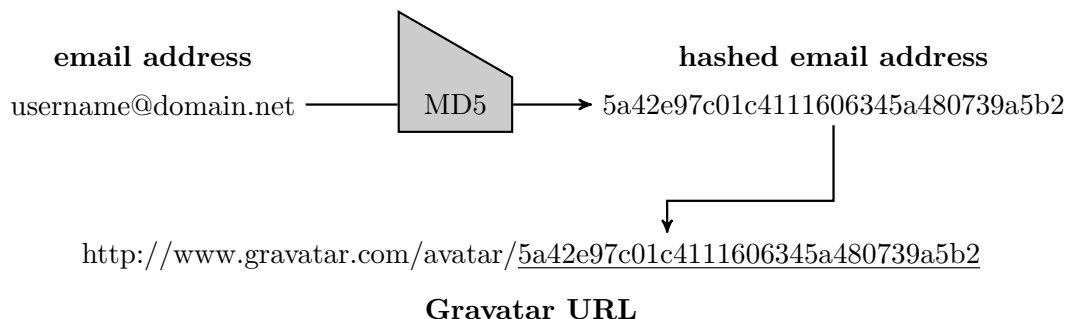 email address
username@domain.net
MD5
hashed email address
5a42e97c01c4111606345a480739a5b2
http://www.gravatar.com/avatar/5a42e97c01c4111606345a480739a5b2
Gravatar URL